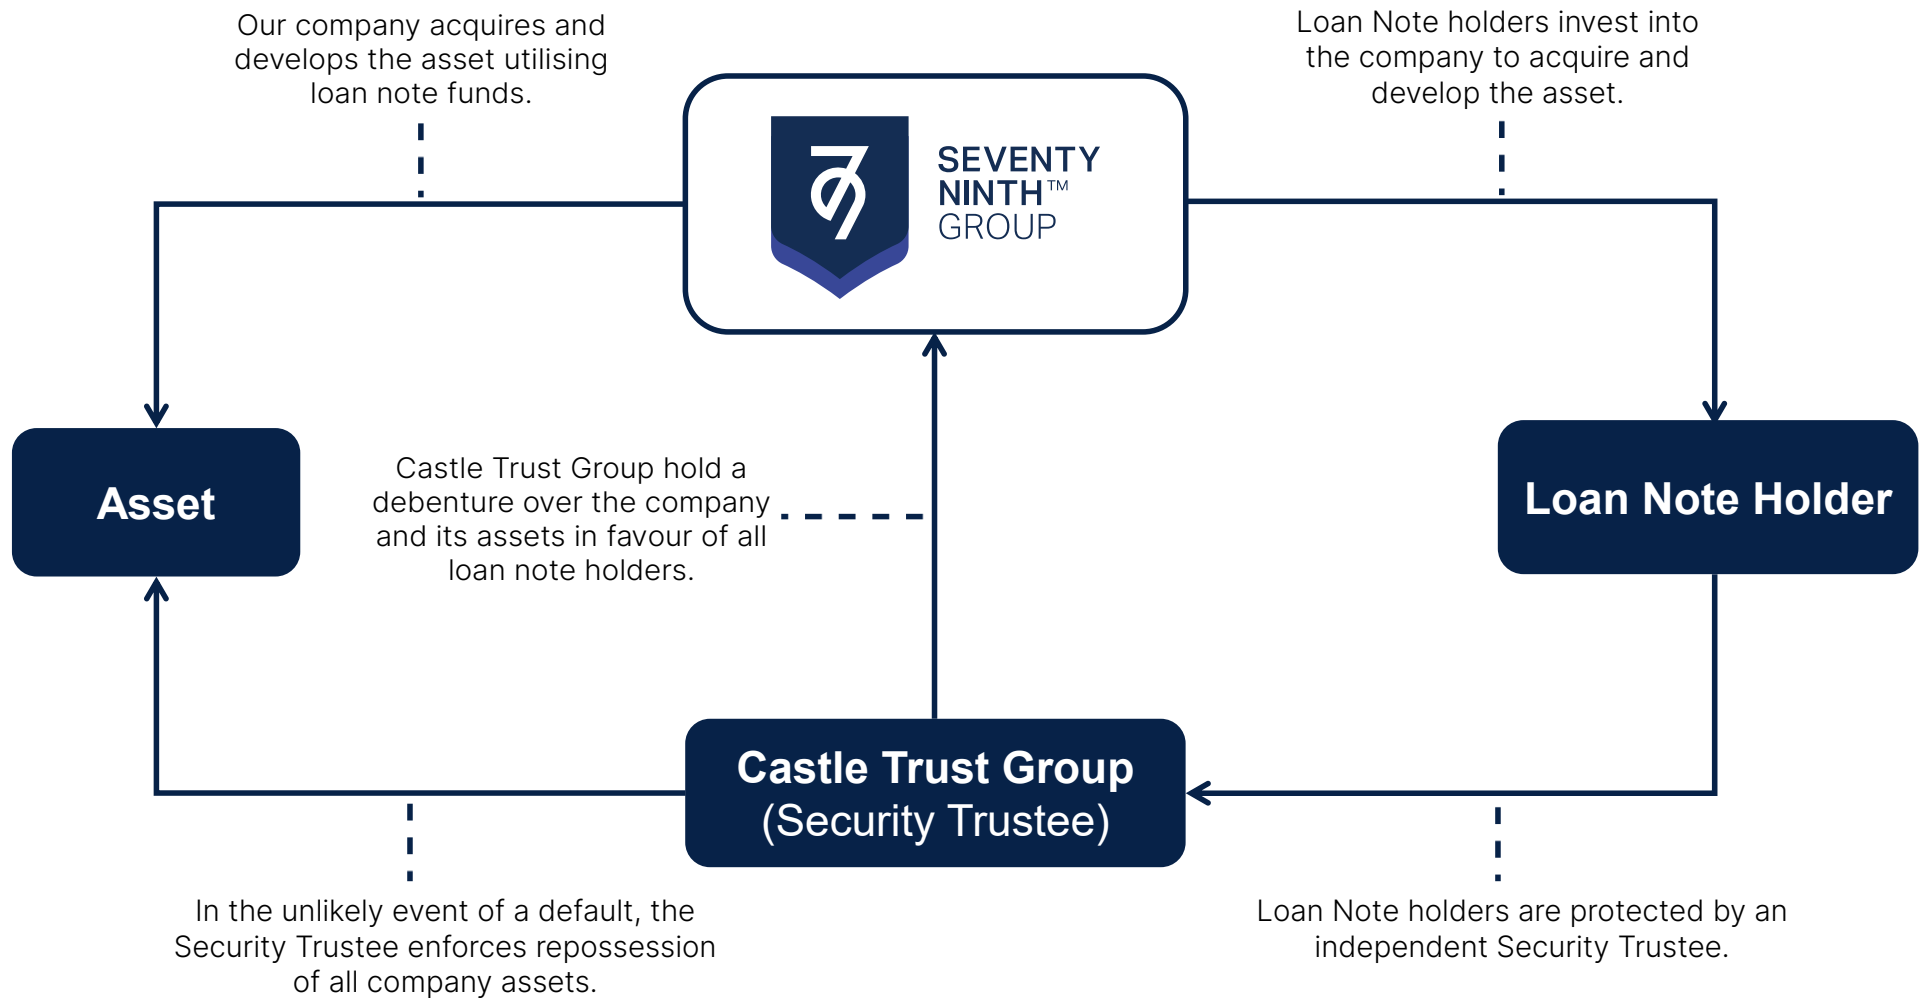 Our company acquires and
develops the asset utilising
loan note funds.
Loan Note holders invest into
the company to acquire and
develop the asset.
79
SEVENTY
NINTH™
GROUP
Asset
Castle Trust Group hold a
debenture over the company
and its assets in favour of all
loan note holders.
Loan Note Holder
Castle Trust Group
(Security Trustee)
In the unlikely event of a default, the
Security Trustee enforces repossession
of all company assets.
Loan Note holders are protected by an
independent Security Trustee.